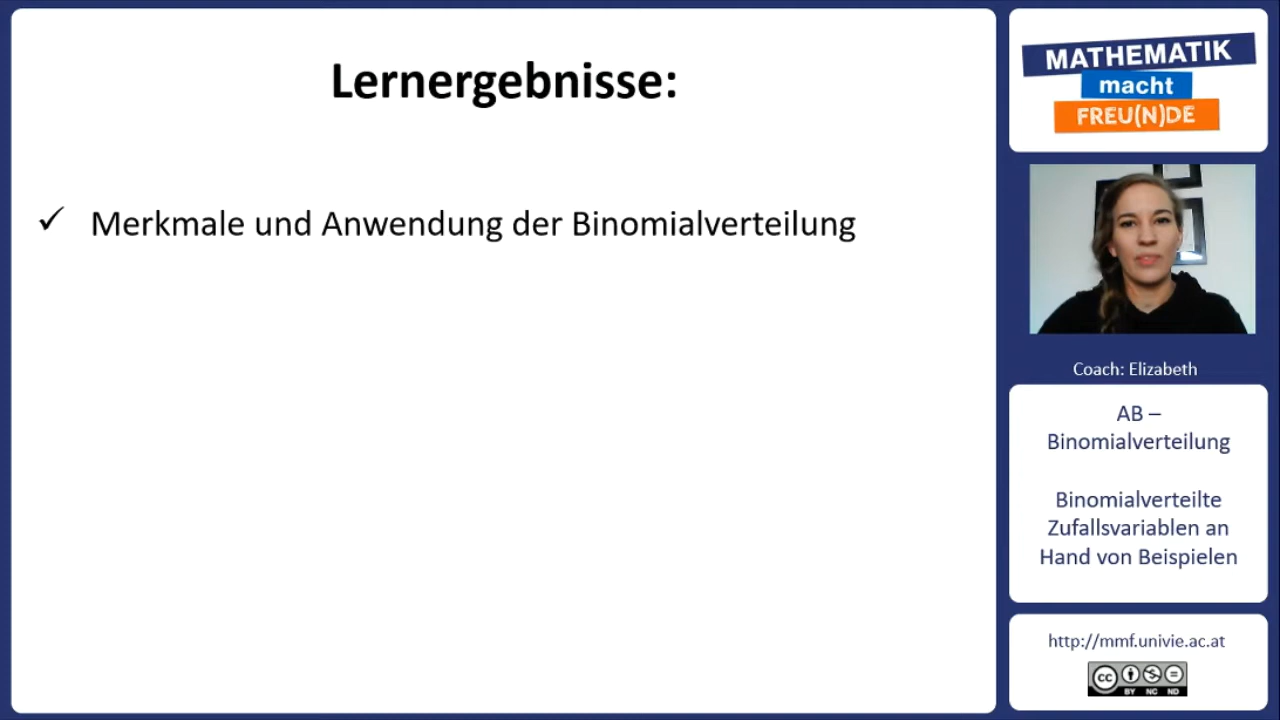 Lernergebnisse:
✓ Merkmale und Anwendung der Binomialverteilung
MATHEMATIK
macht
FREU(N)DE
Coach: Elizabeth
AB –
Binomialverteilung
Binomialverteilte
Zufallsvariablen an
Hand von Beispielen
http://mmf.univie.ac.at
cc
BY NC ND